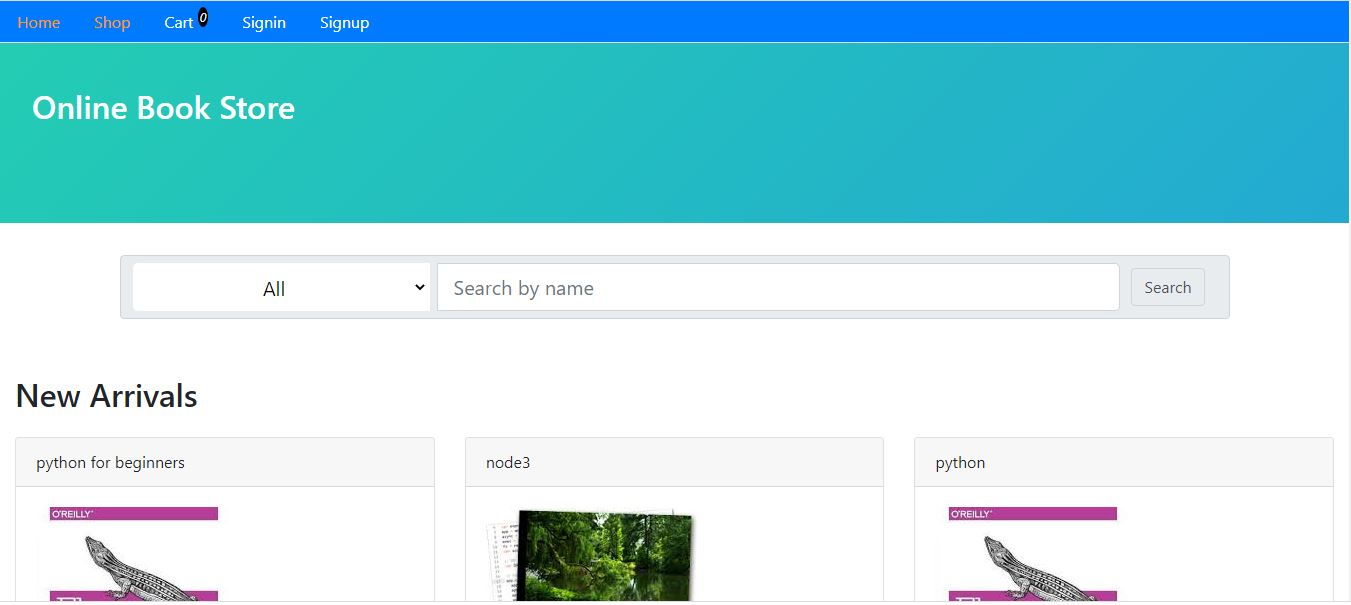 Home Shop Cart 0 Signin Signup
Online Book Store
All Search by name Search
New Arrivals
python for beginners
node3
python
O'REILLY
O'REILLY